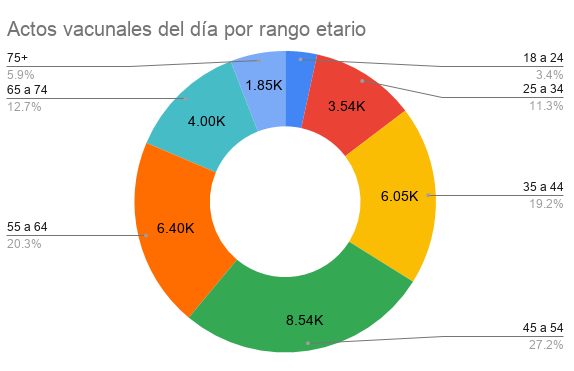 Actos vacunales del día por rango etario
75+
5.9%
65 a 74
12.7%
55 a 64
20.3%
18 a 24
3.4%
25 a 34
11.3%
35 a 44
19.2%
45 a 54
27.2%
1.85K
3.54K
4.00K
6.05K
6.40K
8.54K